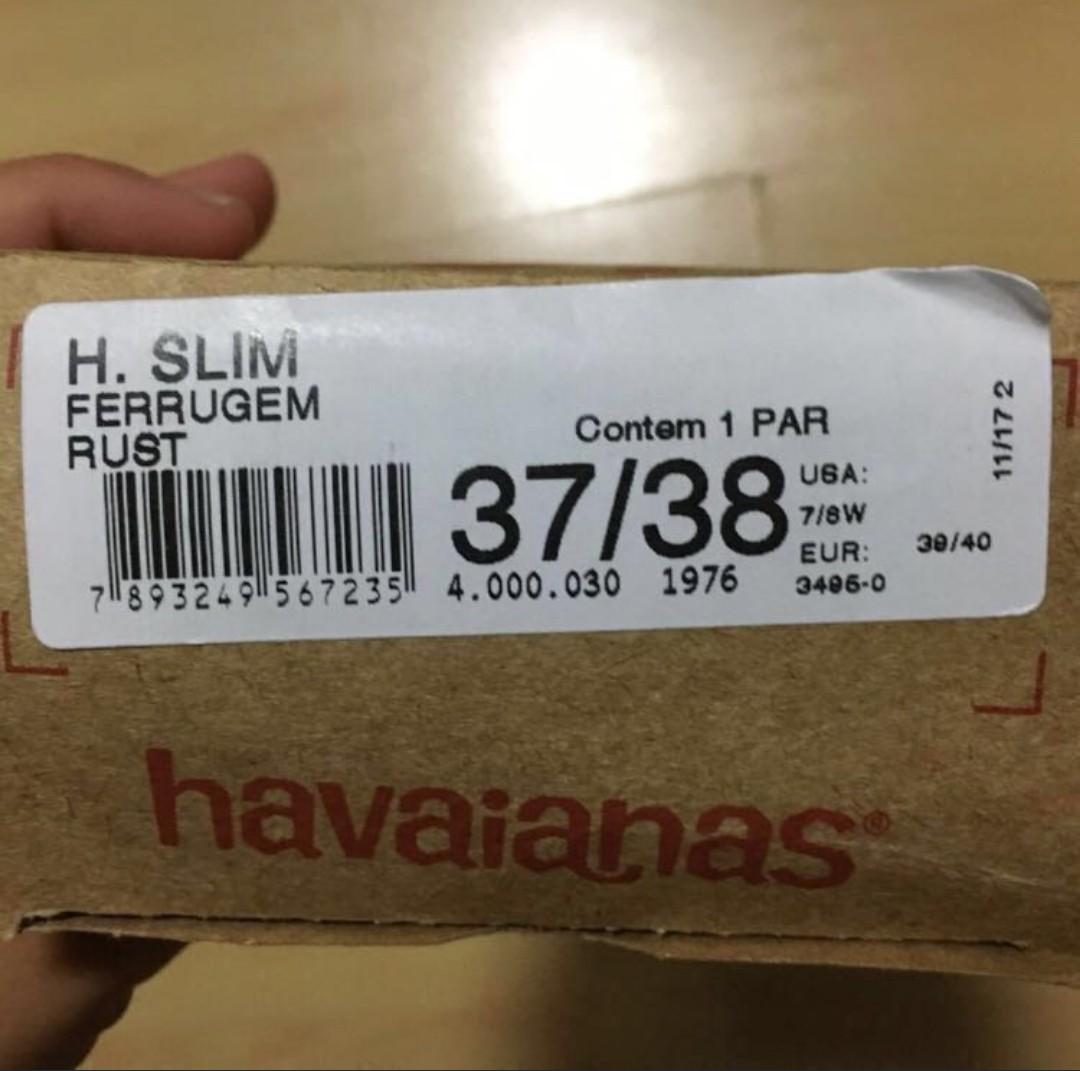 H. SLIM
FERRUGEM
RUST
7 893249 567235
Contem 1 PAR
37/38
4.000.030 1976
USA:
7/8W
EUR: 39/40
3495-0
11/17 2
havaianas®